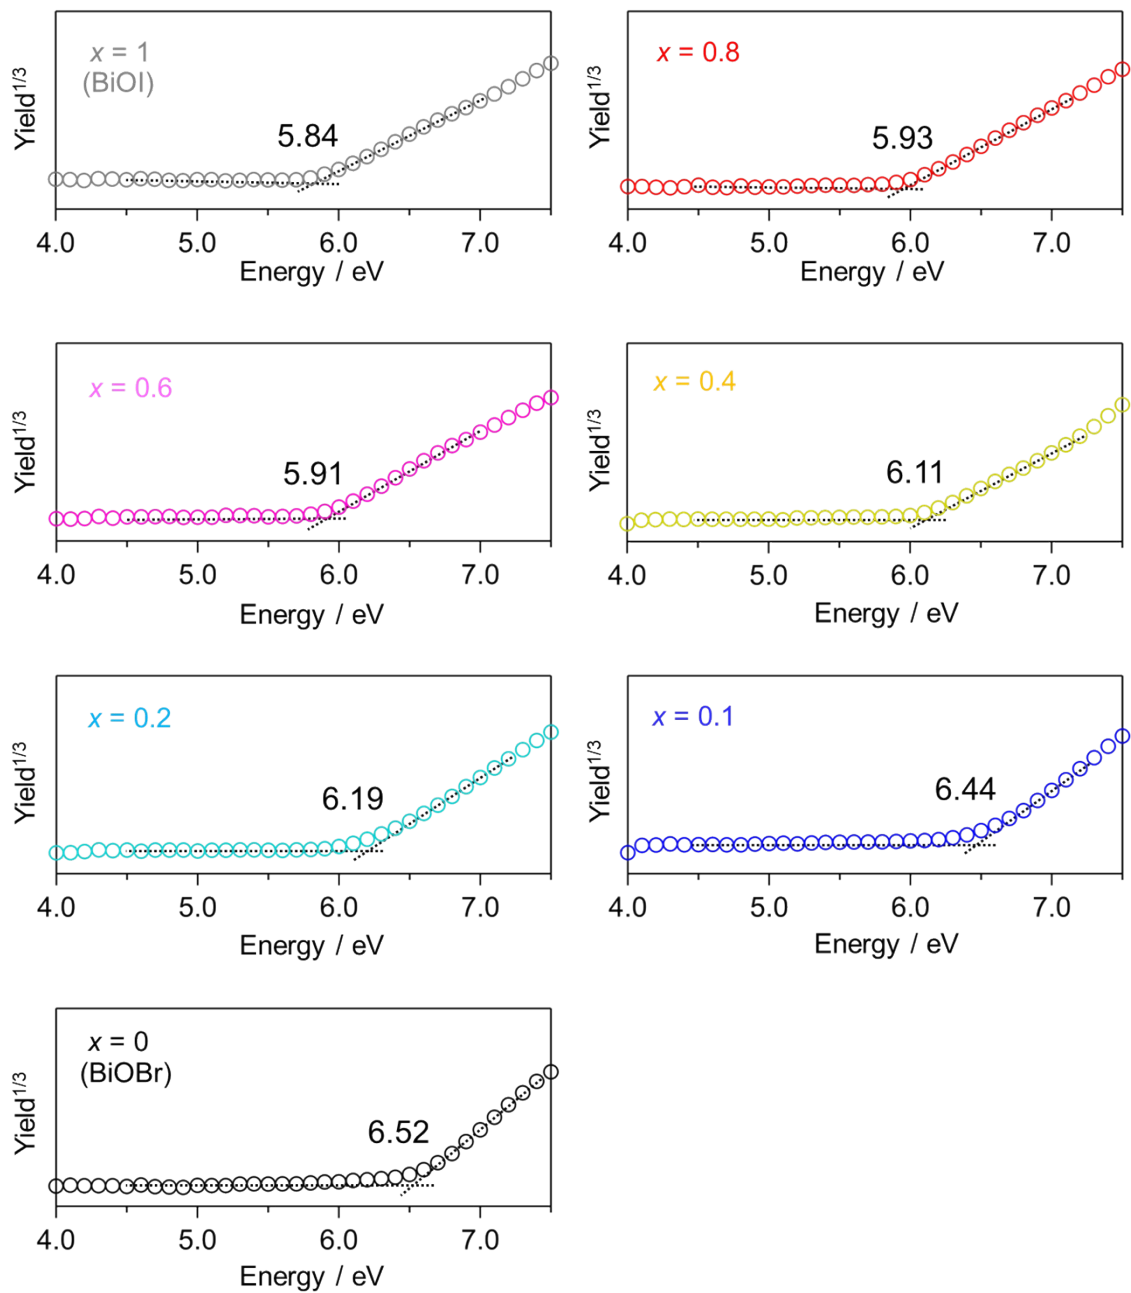 x = 1
(BiOI)
5.84
Yield1/3
4.0 5.0 6.0 7.0
Energy / eV
x = 0.8
5.93
Yield1/3
4.0 5.0 6.0 7.0
Energy / eV
x = 0.6
5.91
Yield1/3
4.0 5.0 6.0 7.0
Energy / eV
x = 0.4
6.11
Yield1/3
4.0 5.0 6.0 7.0
Energy / eV
x = 0.2
6.19
Yield1/3
4.0 5.0 6.0 7.0
Energy / eV
x = 0.1
6.44
Yield1/3
4.0 5.0 6.0 7.0
Energy / eV
x = 0
(BiOBr)
6.52
Yield1/3
4.0 5.0 6.0 7.0
Energy / eV